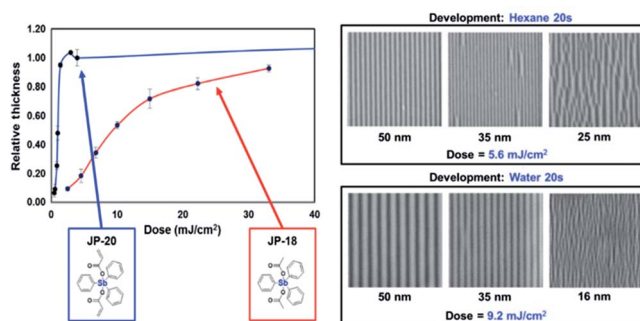 Relative thickness
1.20
1.00
0.80
0.60
0.40
0.20
0.00
0
10
20
30
40
Dose (mJ/cm²)
JP-20
O
O
Sb
O
O
JP-18
O
O
Sb
O
O
Development: Hexane 20s
50 nm
35 nm
25 nm
Dose = 5.6 mJ/cm²
Development: Water 20s
50 nm
35 nm
16 nm
Dose = 9.2 mJ/cm²